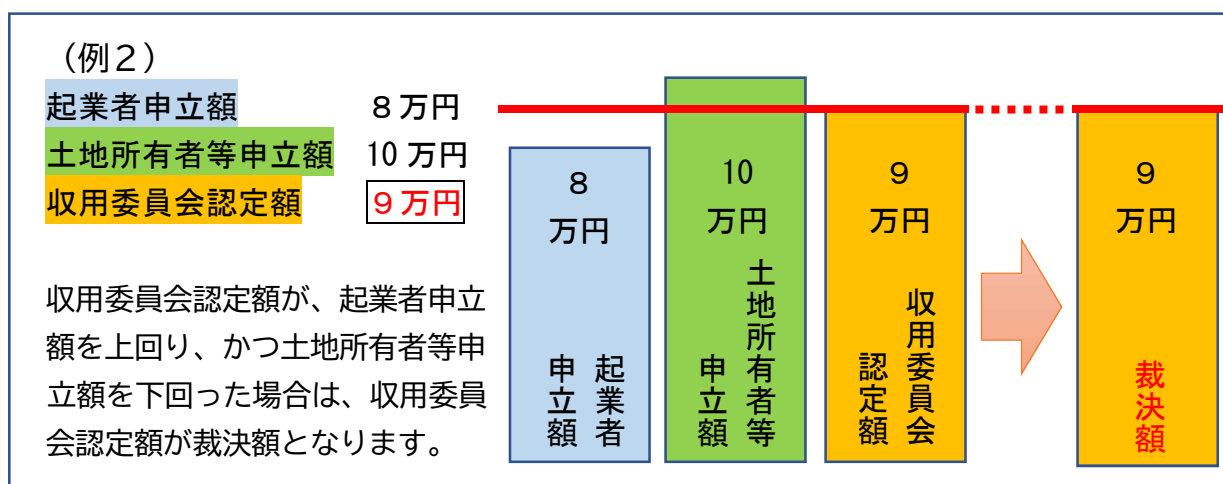 （例２）
起業者申立額　８万円
土地所有者等申立額　10 万円
収用委員会認定額　９万円
収用委員会認定額が、起業者申立
額を上回り、かつ土地所有者等申
立額を下回った場合は、収用委員
会認定額が裁決額となります。
８
万円
起業者
申立額
10
万円
土地所有者等
申立額
９
万円
収用委員会
認定額
９
万円
裁決額